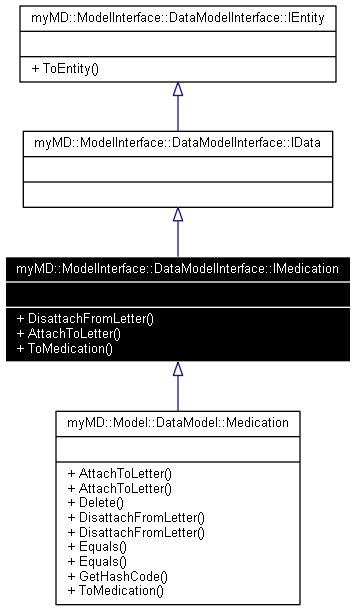 myMD::ModelInterface::DataModelInterface::IEntity
+ ToEntity()
myMD::ModelInterface::DataModelInterface::IData
myMD::ModelInterface::DataModelInterface::IMedication
+ DisattachFromLetter()
+ AttachToLetter()
+ ToMedication()
myMD::Model::DataModel::Medication
+ AttachToLetter()
+ AttachToLetter()
+ Delete()
+ DisattachFromLetter()
+ DisattachFromLetter()
+ Equals()
+ Equals()
+ GetHashCode()
+ ToMedication()